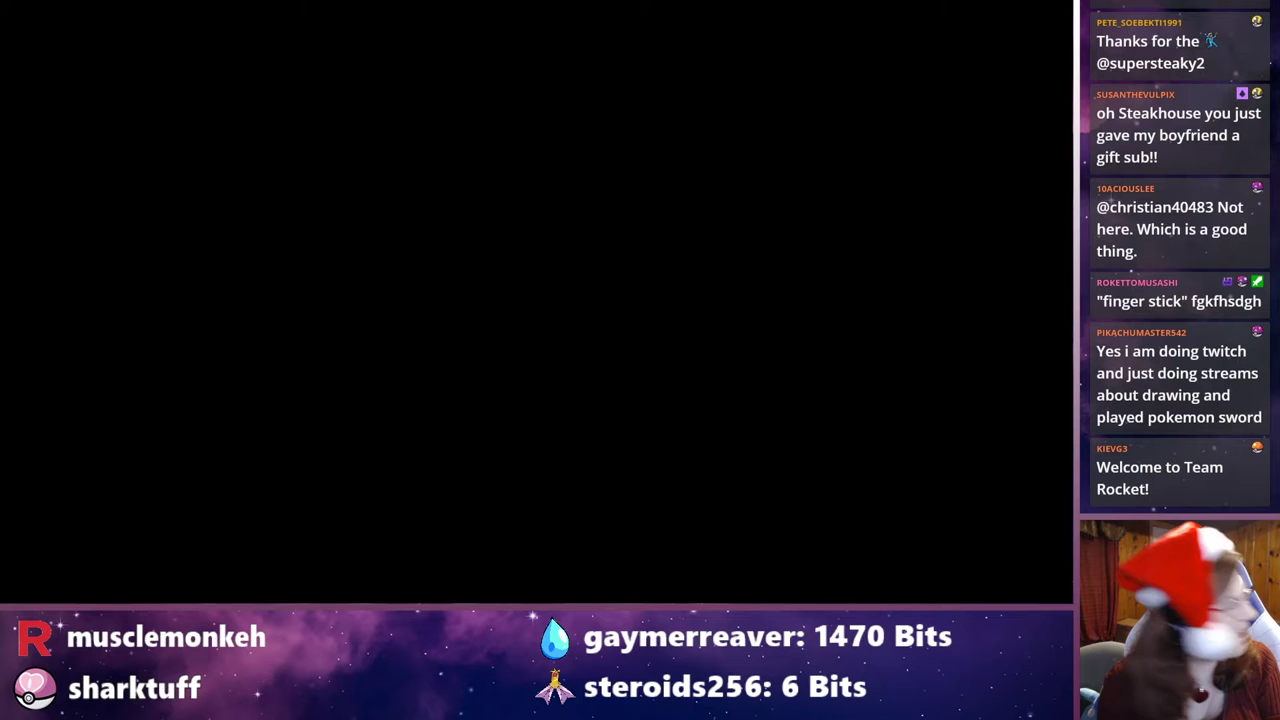 PETE_SOEBEKTI1991
Thanks for the
@supersteaky2
SUSANTHEVULPIX
oh Steakhouse you just
gave my boyfriend a
gift sub!!
10ACIOUSLEE
@christian40483 Not
here. Which is a good
thing.
ROKETTOMUSASHI
"finger stick" fgkfhsdgh
PIKACHUMASTER542
Yes i am doing twitch
and just doing streams
about drawing and
played pokemon sword
KIEVG3
Welcome to Team
Rocket!
R musclemonkeh
sharktuff
gaymerreaver: 1470 Bits
steroids256: 6 Bits